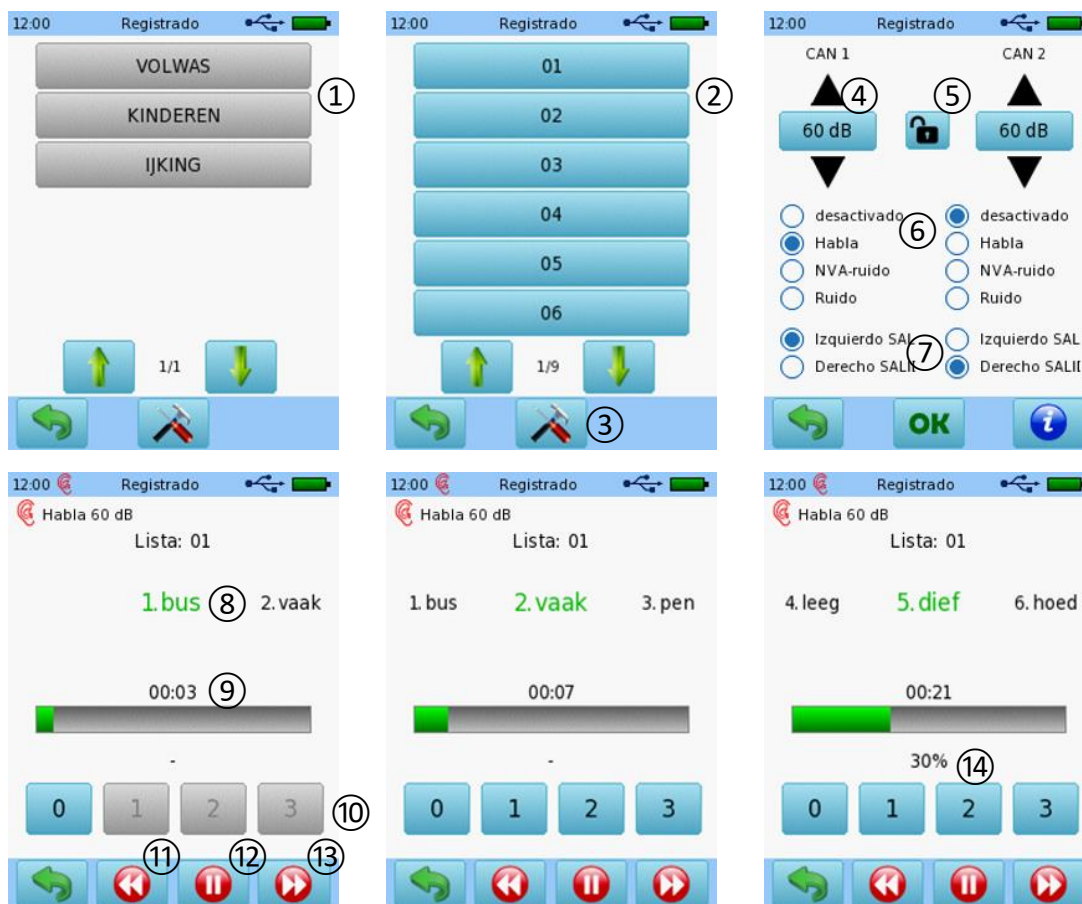 12:00 Registrado
VOLWAS
KINDEREN
IJKING
①
1/1
12:00 Registrado
01
02
03
04
05
06
②
1/9
③
12:00 Registrado
CAN 1 CAN 2
④ ⑤
60 dB 60 dB
desactivado desactivado
⑥
Habla Habla
NVA-ruido NVA-ruido
Ruido Ruido
Izquierdo SAL Izquierdo SAL
⑦
Derecho SALI Derecho SALI
OK i
12:00 Registrado
Habla 60 dB
Lista: 01
1. bus ⑧ 2. vaak
00:03 ⑨
-
0 1 2 3 ⑩
⑪ ⑫ ⑬
12:00 Registrado
Habla 60 dB
Lista: 01
1. bus 2. vaak 3. pen
00:07
-
0 1 2 3
12:00 Registrado
Habla 60 dB
Lista: 01
4. leeg 5. dief 6. hoed
00:21
30% ⑭
0 1 2 3